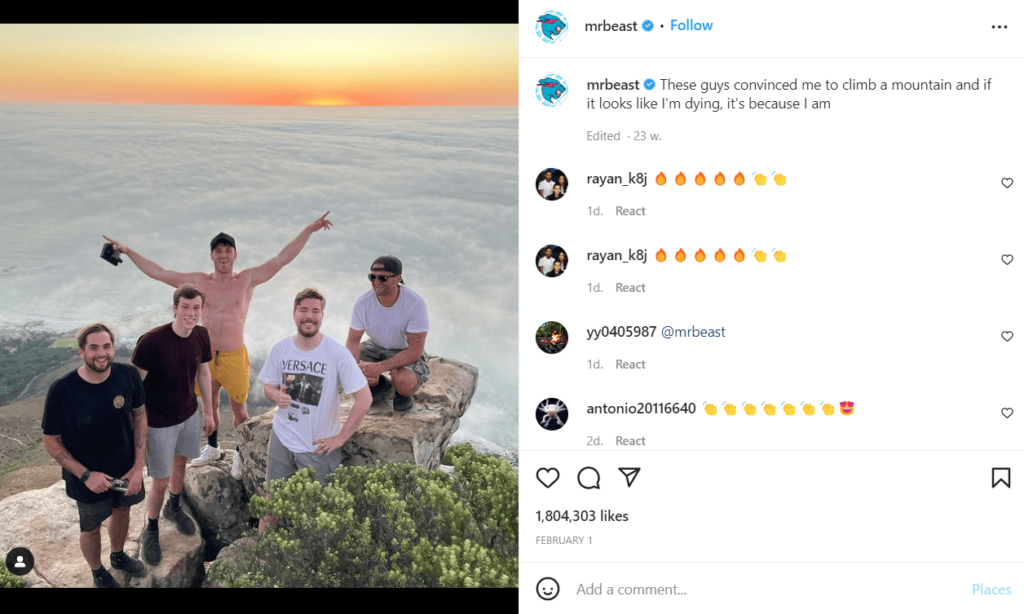 mrbeast • Follow
mrbeast These guys convinced me to climb a mountain and if
it looks like I'm dying, it's because I am
Edited · 23 w.
rayan_k8j 🔥🔥🔥🔥🔥👏👏
1d. React
rayan_k8j 🔥🔥🔥🔥🔥👏👏
1d. React
yy0405987 @mrbeast
1d. React
antonio20116640 👏👏👏👏👏👏👏😍
2d. React
VERSACE
1,804,303 likes
FEBRUARY 1
Add a comment...
Places